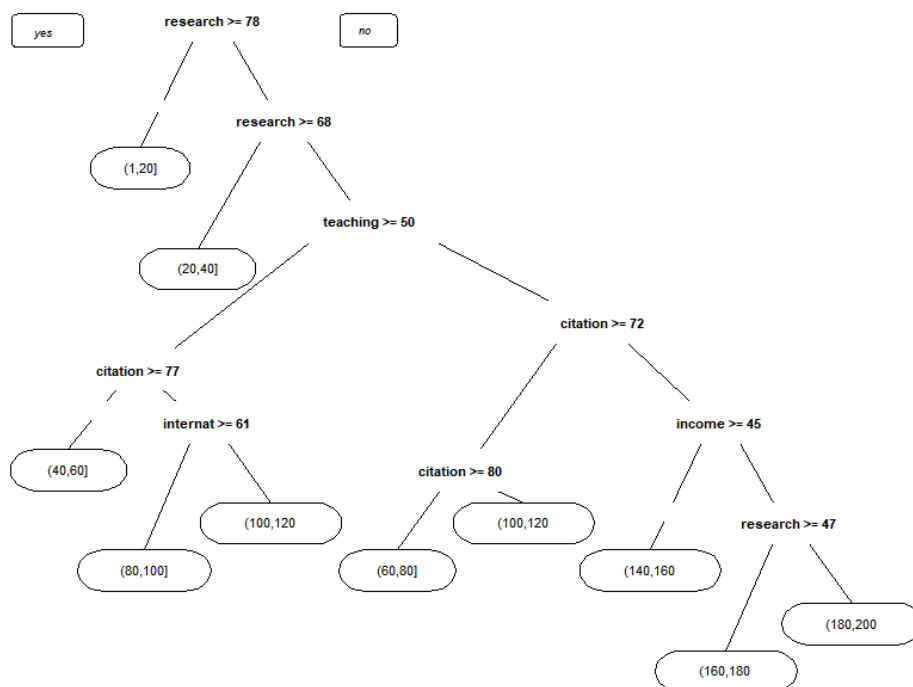 yes
research >= 78
no
research >= 68
(1,20]
teaching >= 50
(20,40]
citation >= 72
citation >= 77
internat >= 61
income >= 45
(40,60]
citation >= 80
(100,120
(100,120
research >= 47
(80,100]
(60,80]
(140,160
(180,200
(160,180